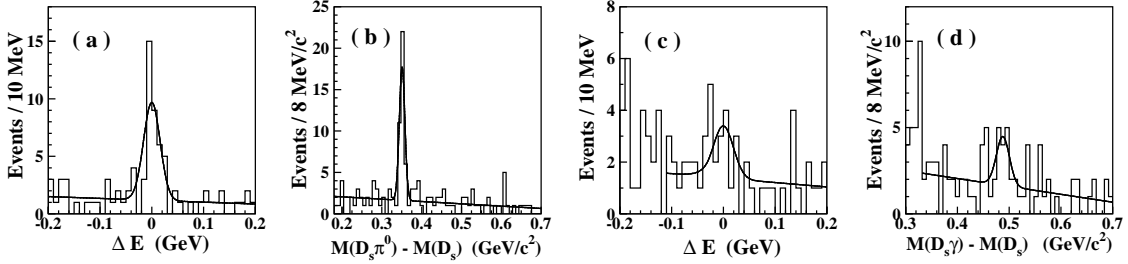 Events / 10 MeV
( a )
15
10
5
0
-0.2 -0.1 0 0.1 0.2
Δ E (GeV)
Events / 8 MeV/c²
( b )
25
20
15
10
5
0
0.2 0.3 0.4 0.5 0.6 0.7
M(Dₛπ⁰) - M(Dₛ) (GeV/c²)
Events / 10 MeV
( c )
8
6
4
2
0
-0.2 -0.1 0 0.1 0.2
Δ E (GeV)
Events / 8 MeV/c²
( d )
10
5
0
0.3 0.4 0.5 0.6 0.7
M(Dₛγ) - M(Dₛ) (GeV/c²)